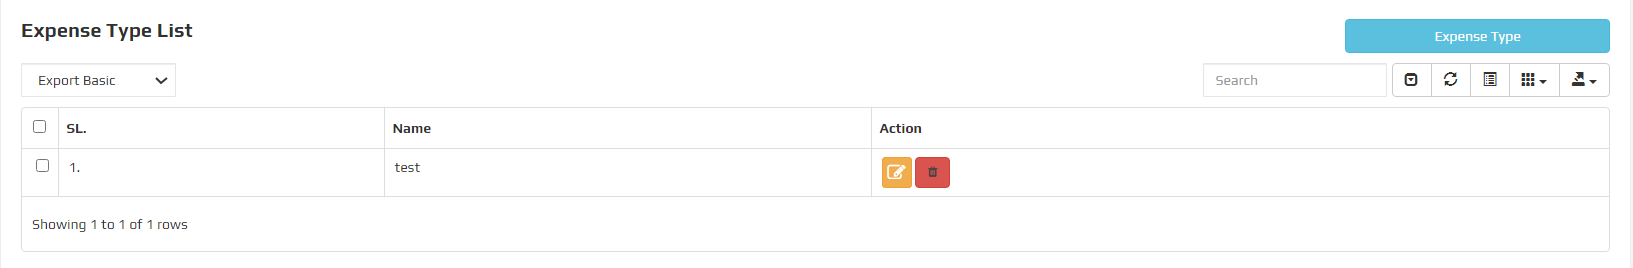 Expense Type List
Expense Type
Export Basic
Search
SL. Name Action
1. test
Showing 1 to 1 of 1 rows